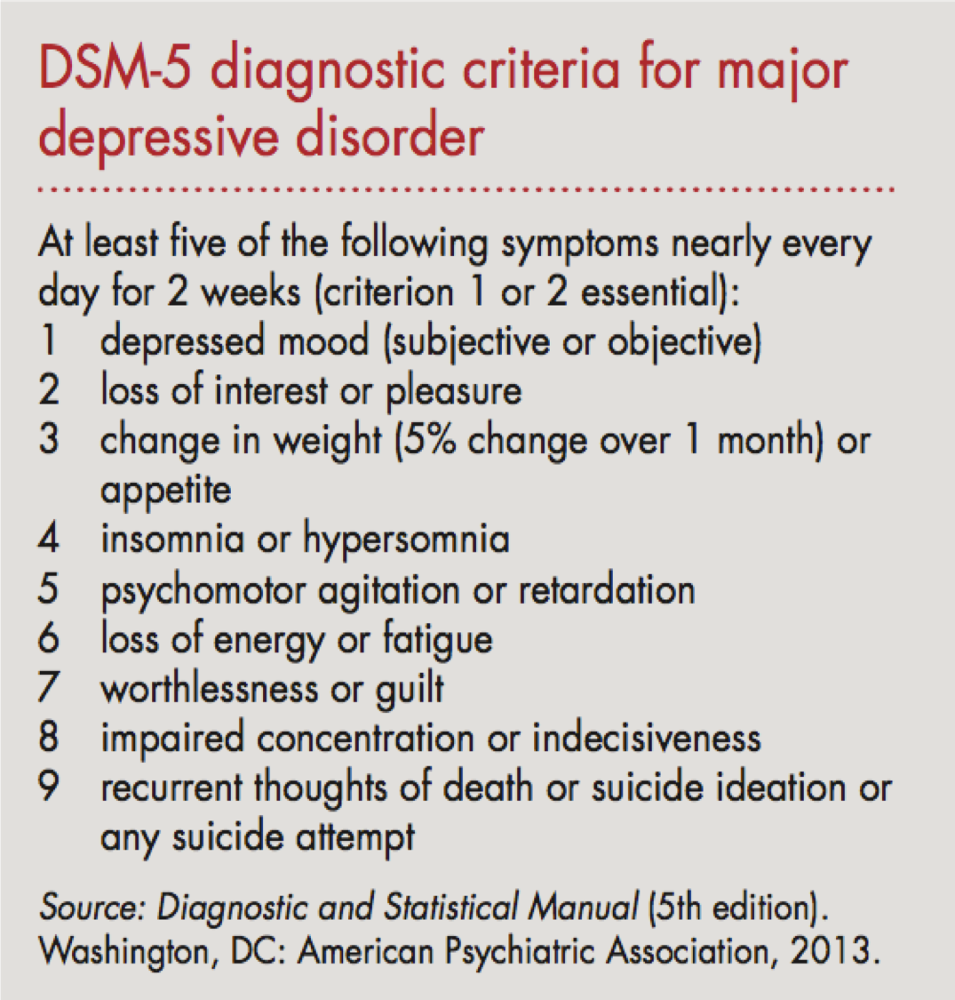 DSM-5 diagnostic criteria for major
depressive disorder
At least five of the following symptoms nearly every
day for 2 weeks (criterion 1 or 2 essential):
1 depressed mood (subjective or objective)
2 loss of interest or pleasure
3 change in weight (5% change over 1 month) or
appetite
4 insomnia or hypersomnia
5 psychomotor agitation or retardation
6 loss of energy or fatigue
7 worthlessness or guilt
8 impaired concentration or indecisiveness
9 recurrent thoughts of death or suicide ideation or
any suicide attempt
Source: Diagnostic and Statistical Manual (5th edition).
Washington, DC: American Psychiatric Association, 2013.